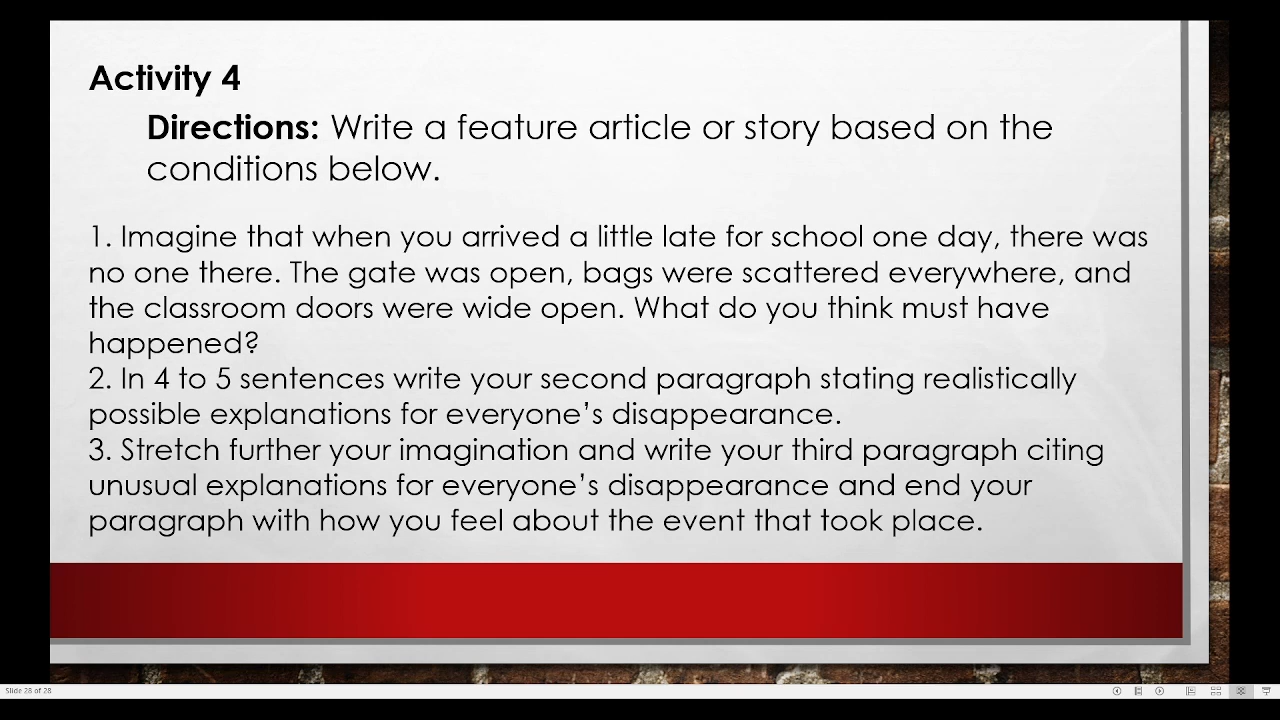 Activity 4
Directions: Write a feature article or story based on the
conditions below.
1. Imagine that when you arrived a little late for school one day, there was
no one there. The gate was open, bags were scattered everywhere, and
the classroom doors were wide open. What do you think must have
happened?
2. In 4 to 5 sentences write your second paragraph stating realistically
possible explanations for everyone’s disappearance.
3. Stretch further your imagination and write your third paragraph citing
unusual explanations for everyone’s disappearance and end your
paragraph with how you feel about the event that took place.
Slide 28 of 28